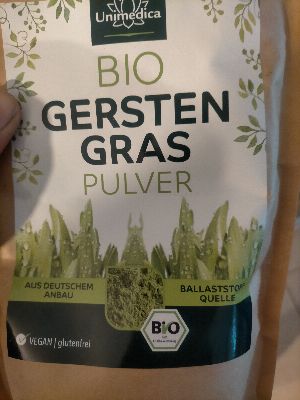 Unimedica
BIO
GERSTEN
GRAS
PULVER
AUS DEUTSCHEM
ANBAU
BALLASTSTOFF
QUELLE
BIO
VEGAN | glutenfrei